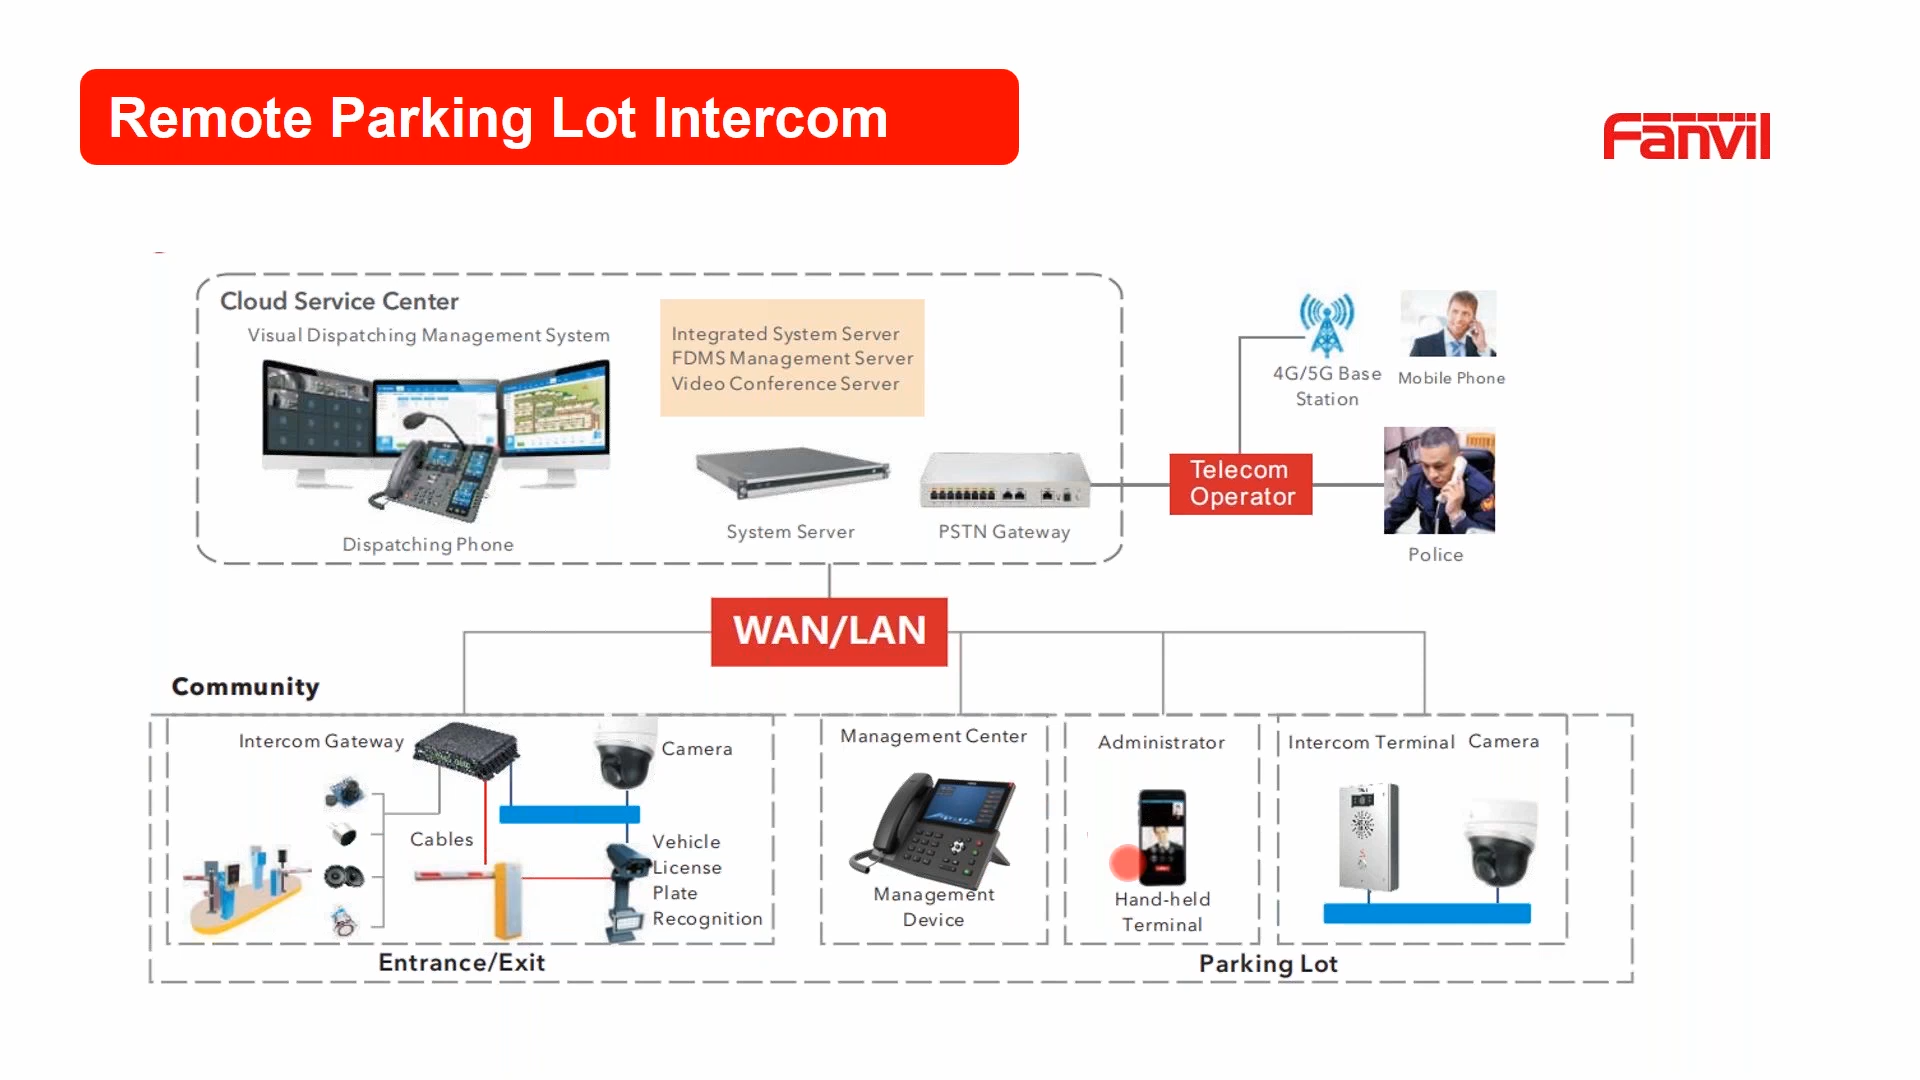 Remote Parking Lot Intercom
Fanvil
Cloud Service Center
Visual Dispatching Management System
Integrated System Server
FDMS Management Server
Video Conference Server
Dispatching Phone
System Server
PSTN Gateway
Telecom
Operator
4G/5G Base
Station
Mobile Phone
Police
WAN/LAN
Community
Intercom Gateway
Camera
Cables
Vehicle
License
Plate
Recognition
Entrance/Exit
Management Center
Management
Device
Administrator
Hand-held
Terminal
Intercom Terminal
Camera
Parking Lot